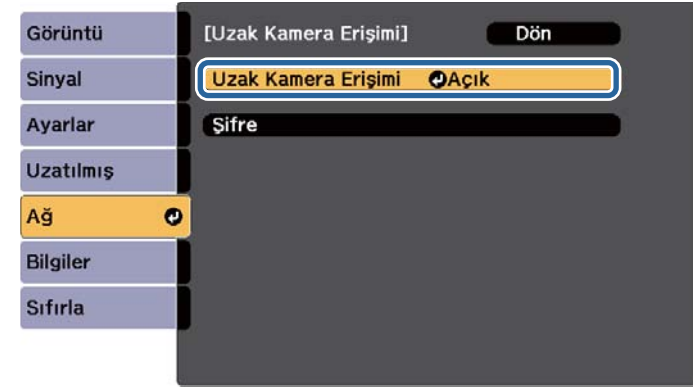 Görüntü
Sinyal
Ayarlar
Uzatılmış
Ağ
Bilgiler
Sıfırla
[Uzak Kamera Erişimi] Dön
Uzak Kamera Erişimi Açık
Şifre